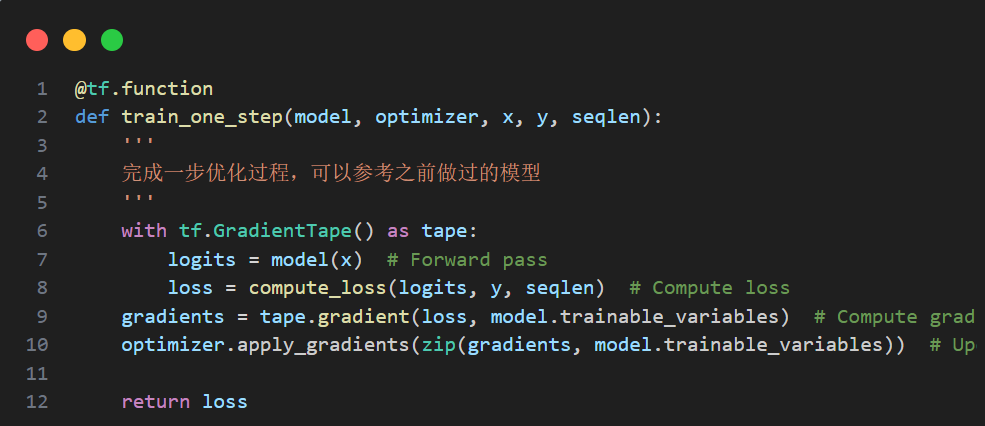 1 @tf.function
2 def train_one_step(model, optimizer, x, y, seqlen):
3     '''
4     完成一步优化过程，可以参考之前做过的模型
5     '''
6     with tf.GradientTape() as tape:
7         logits = model(x)  # Forward pass
8         loss = compute_loss(logits, y, seqlen)  # Compute loss
9     gradients = tape.gradient(loss, model.trainable_variables)  # Compute grad
10     optimizer.apply_gradients(zip(gradients, model.trainable_variables))  # Up
11
12     return loss